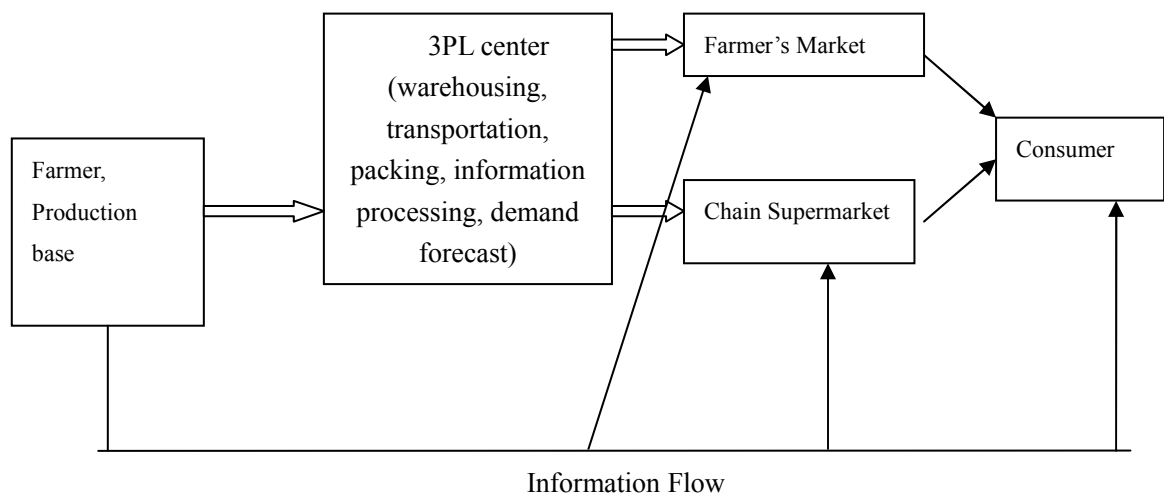 Farmer,
Production
base
3PL center
(warehousing,
transportation,
packing, information
processing, demand
forecast)
Farmer’s Market
Chain Supermarket
Consumer
Information Flow